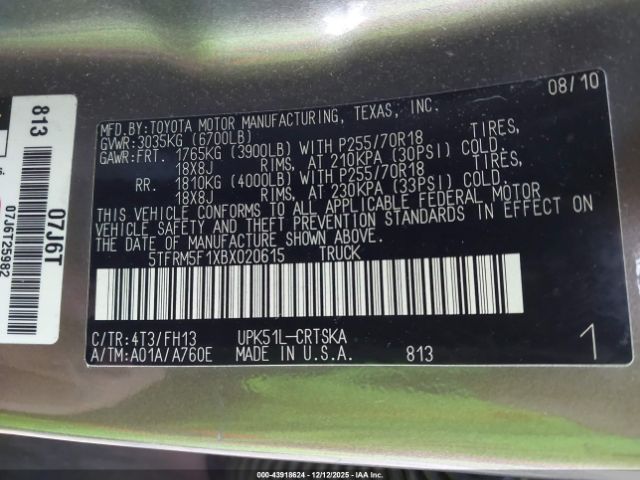 08/10
MFD.BY:TOYOTA MOTOR MANUFACTURING, TEXAS, INC.
GVWR:3035KG (6700LB)
GAWR:FRT. 1765KG (3900LB) WITH P255/70R18 TIRES,
18X8J RIMS, AT 210KPA (30PSI) COLD.
RR. 1810KG (4000LB) WITH P255/70R18 TIRES,
18X8J RIMS, AT 230KPA (33PSI) COLD.
THIS VEHICLE CONFORMS TO ALL APPLICABLE FEDERAL MOTOR
VEHICLE SAFETY AND THEFT PREVENTION STANDARDS IN EFFECT ON
THE DATE OF MANUFACTURE SHOWN ABOVE.
5TFRM5F1XBX020615 TRUCK
C/TR:4T3/FH13 UPK51L-CRTSKA
A/TM:A01A/A760E MADE IN U.S.A. 813
1
813
07J6T
07J6T25982
000-43918624 - 12/12/2025 - IAAI.COM